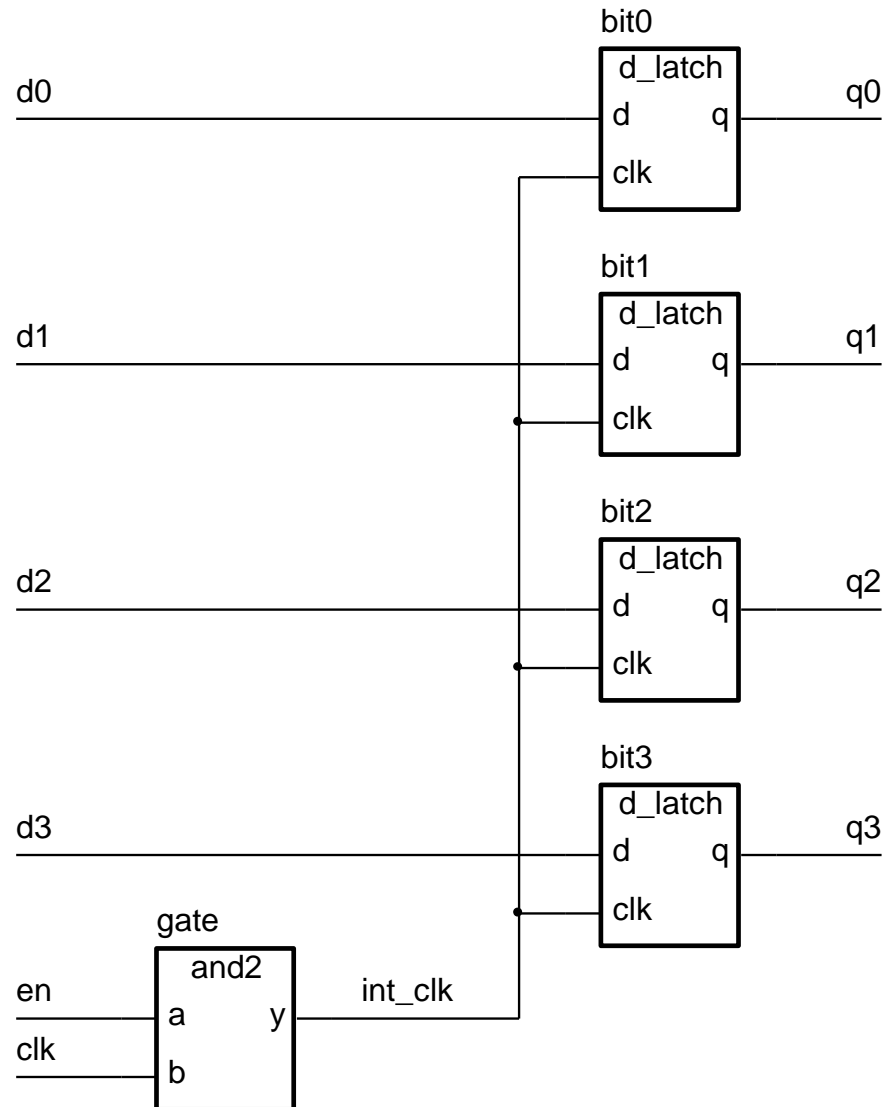 bit0
d_latch
d0
d q
q0
clk
bit1
d_latch
d1
d q
q1
clk
bit2
d_latch
d2
d q
q2
clk
bit3
d_latch
d3
d q
q3
clk
gate
and2
en
a y
int_clk
clk
b